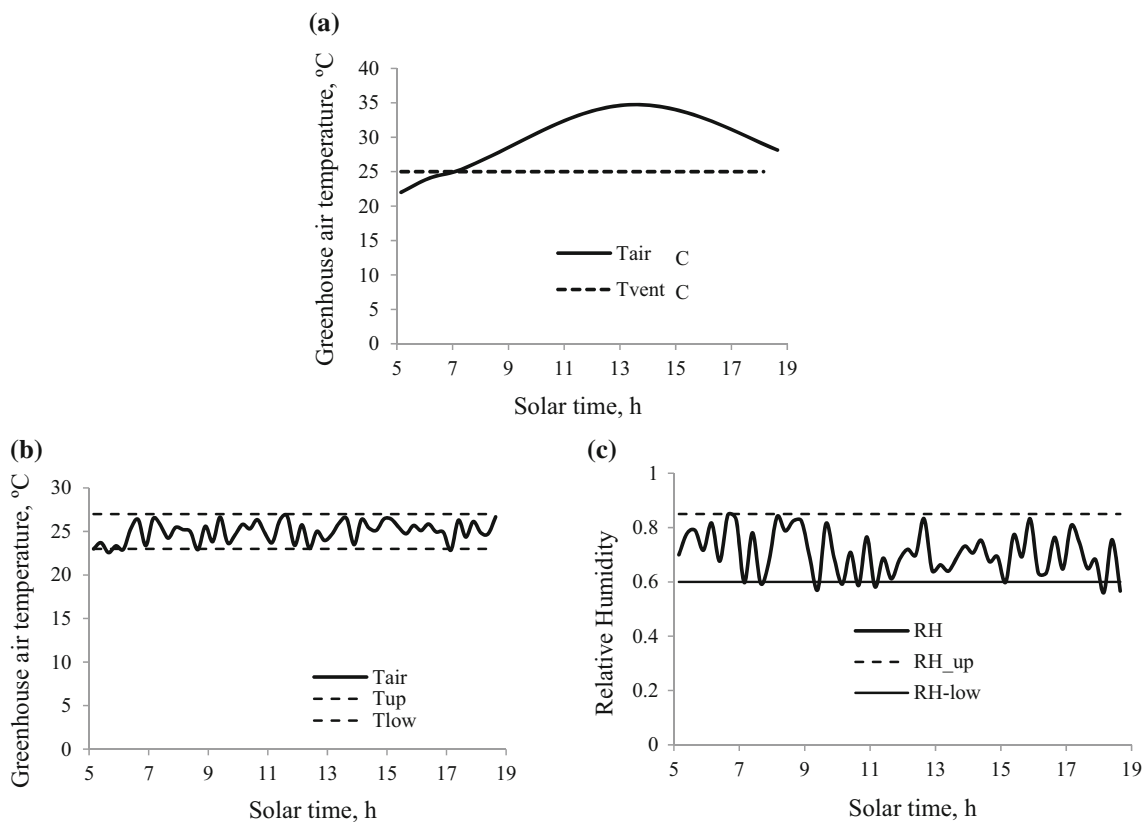 (a)
Greenhouse air temperature, ºC
40
35
30
25
20
15
10
5
0
Tair C
Tvent C
5 7 9 11 13 15 17 19
Solar time, h
(b)
Greenhouse air temperature, ºC
30
25
20
15
10
5
0
Tair
Tup
Tlow
5 7 9 11 13 15 17 19
Solar time, h
(c)
Relative Humidity
1
0.8
0.6
0.4
0.2
0
RH
RH_up
RH-low
5 7 9 11 13 15 17 19
Solar time, h